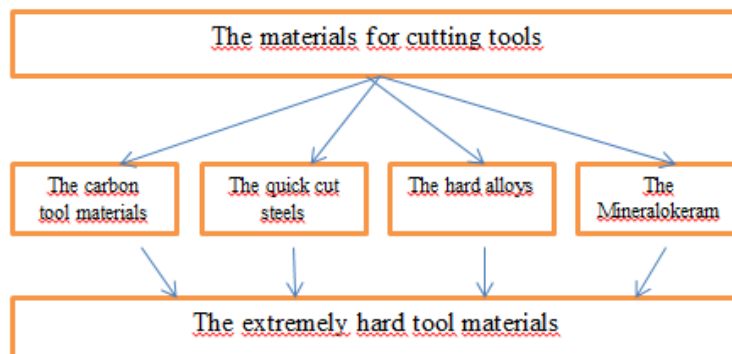 The materials for cutting tools
The carbon
tool materials
The quick cut
steels
The hard alloys
The
Mineralokeram
The extremely hard tool materials